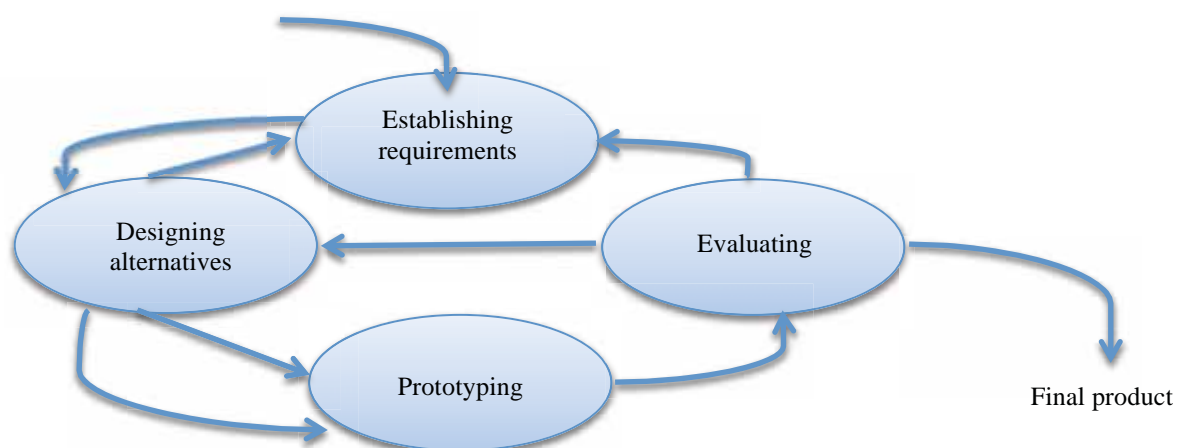 Establishing
requirements
Designing
alternatives
Evaluating
Prototyping
Final product